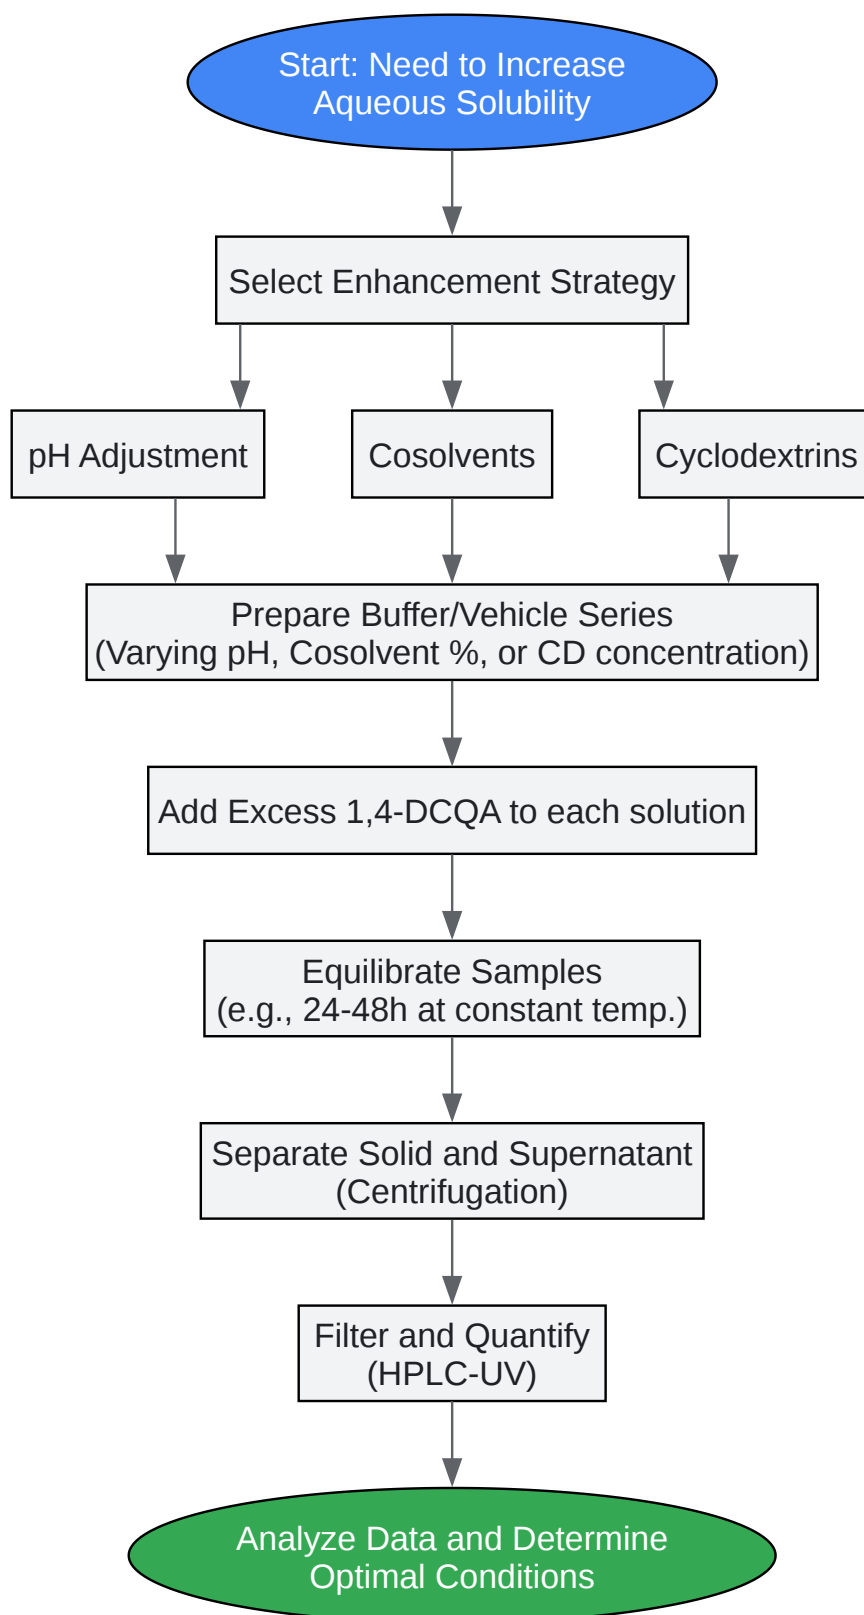 Start: Need to Increase
Aqueous Solubility
Select Enhancement Strategy
pH Adjustment
Cosolvents
Cyclodextrins
Prepare Buffer/Vehicle Series
(Varying pH, Cosolvent %, or CD concentration)
Add Excess 1,4-DCQA to each solution
Equilibrate Samples
(e.g., 24-48h at constant temp.)
Separate Solid and Supernatant
(Centrifugation)
Filter and Quantify
(HPLC-UV)
Analyze Data and Determine
Optimal Conditions